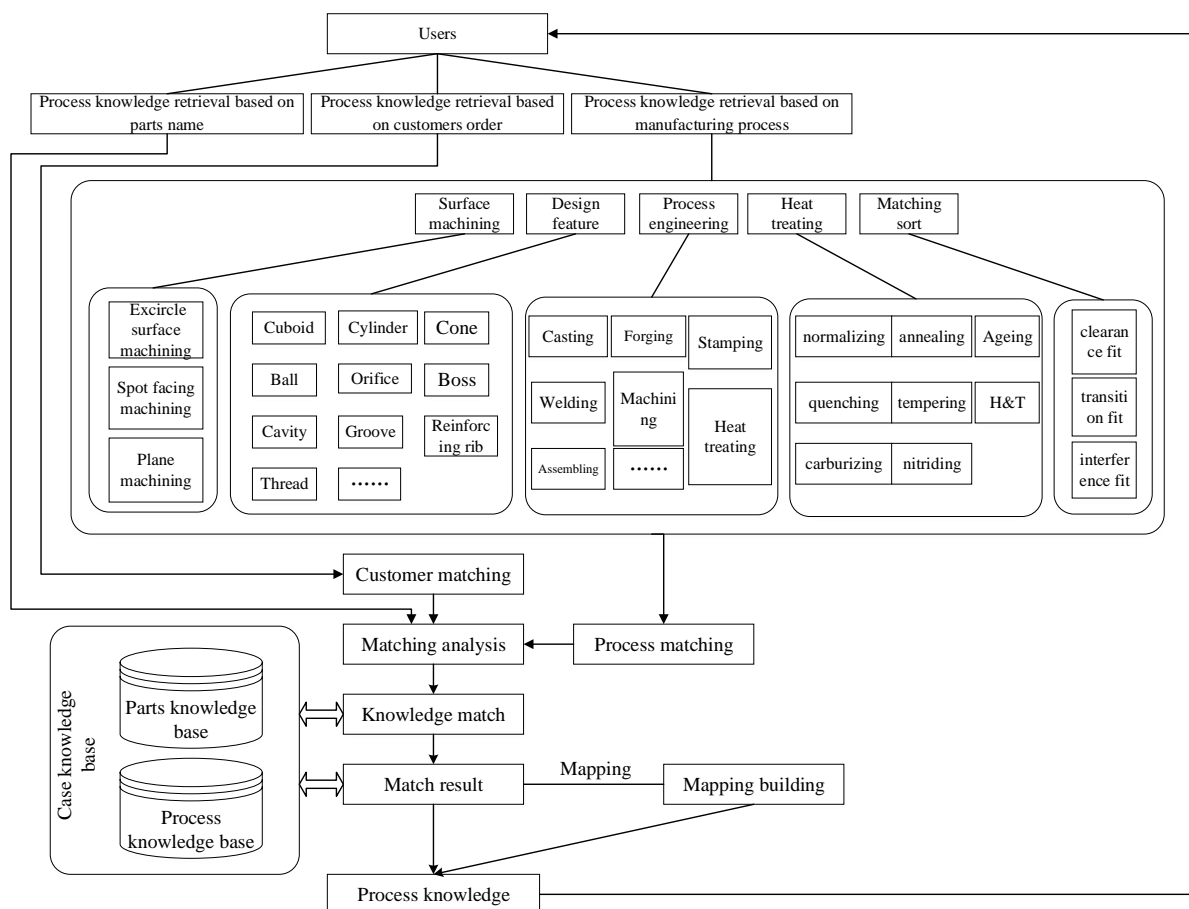 Users
Process knowledge retrieval based on
parts name
Process knowledge retrieval based
on customers order
Process knowledge retrieval based on
manufacturing process
Surface
machining
Design
feature
Process
engineering
Heat
treating
Matching
sort
Excircle
surface
machining
Spot facing
machining
Plane
machining
Cuboid
Cylinder
Cone
Ball
Orifice
Boss
Cavity
Groove
Reinforc
ing rib
Thread
······
Casting
Forging
Stamping
Welding
Machini
ng
Heat
treating
Assembling
······
normalizing
annealing
Ageing
quenching
tempering
H&T
carburizing
nitriding
clearan
ce fit
transiti
on fit
interfer
ence fit
Customer matching
Matching analysis
Process matching
Case knowledge
base
Parts knowledge
base
Knowledge match
Process
knowledge base
Match result
Mapping
Mapping building
Process knowledge